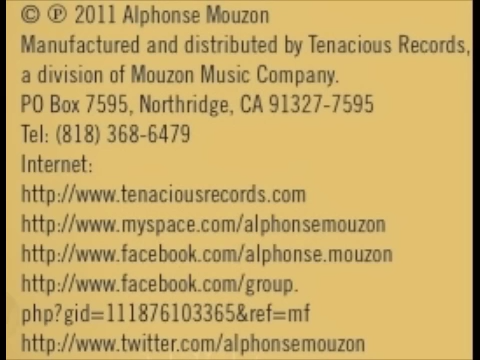 © ℗ 2011 Alphonse Mouzon
Manufactured and distributed by Tenacious Records,
a division of Mouzon Music Company.
PO Box 7595, Northridge, CA 91327-7595
Tel: (818) 368-6479
Internet:
http://www.tenaciousrecords.com
http://www.myspace.com/alphonsemouzon
http://www.facebook.com/alphonse.mouzon
http://www.facebook.com/group.
php?gid=111876103365&ref=mf
http://www.twitter.com/alphonsemouzon